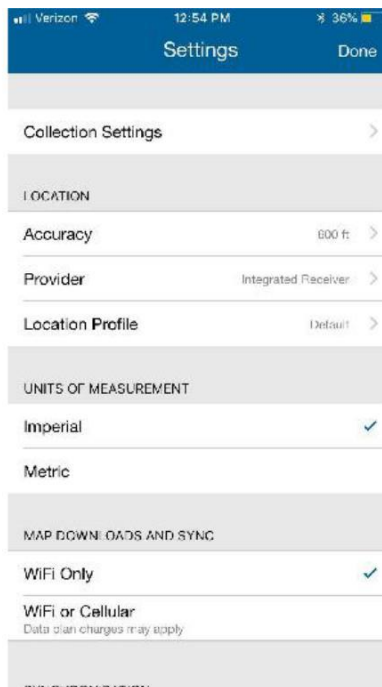 Verizon 12:54 PM 36%
Settings Done
Collection Settings
LOCATION
Accuracy 600 ft
Provider Integrated Receiver
Location Profile Default
UNITS OF MEASUREMENT
Imperial
Metric
MAP DOWNLOADS AND SYNC
WiFi Only
WiFi or Cellular
Data plan charges may apply